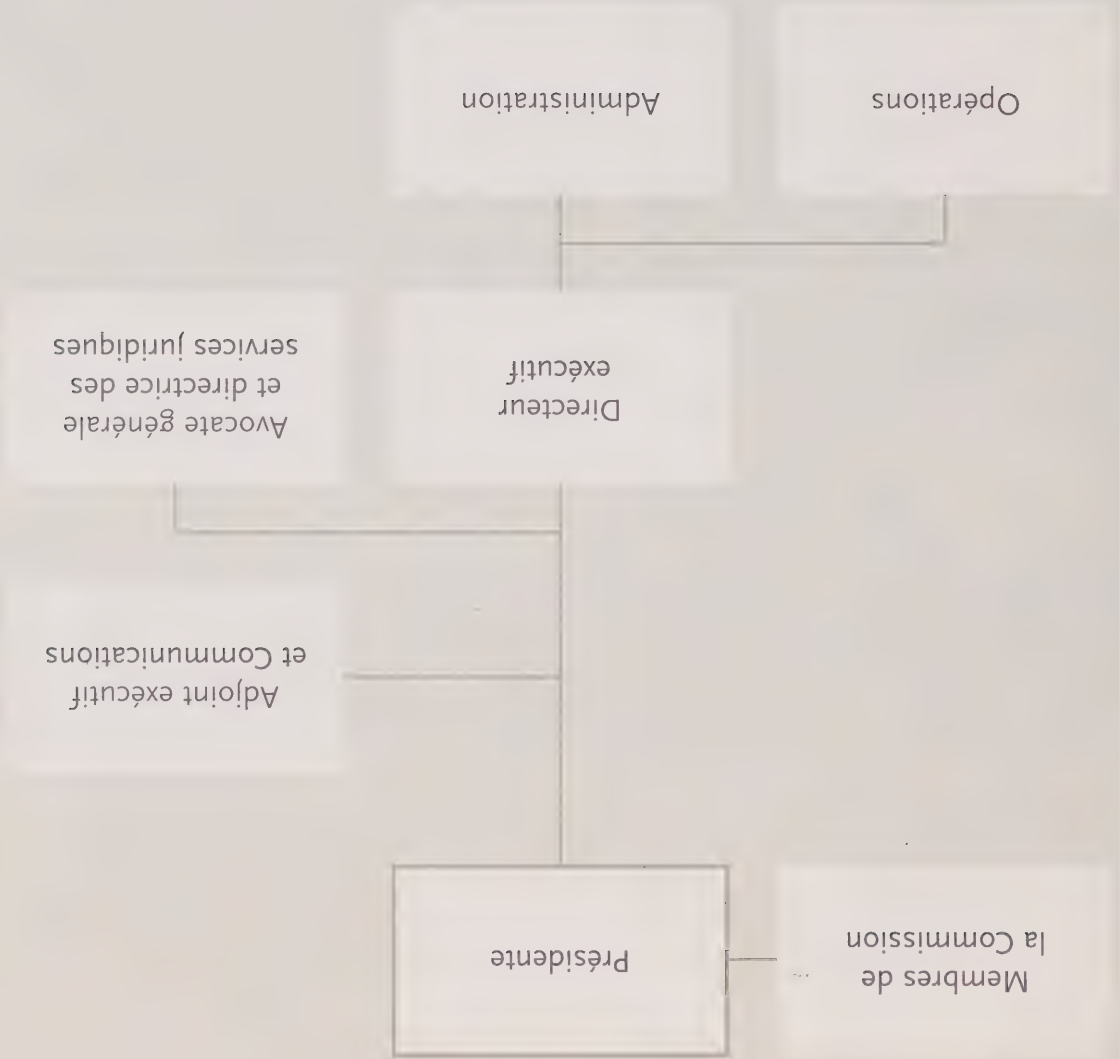 Membres de
la Commission
Présidente
Adjoint exécutif
et Communications
Directeur
exécutif
Avocate générale
et directrice des
services juridiques
Opérations
Administration